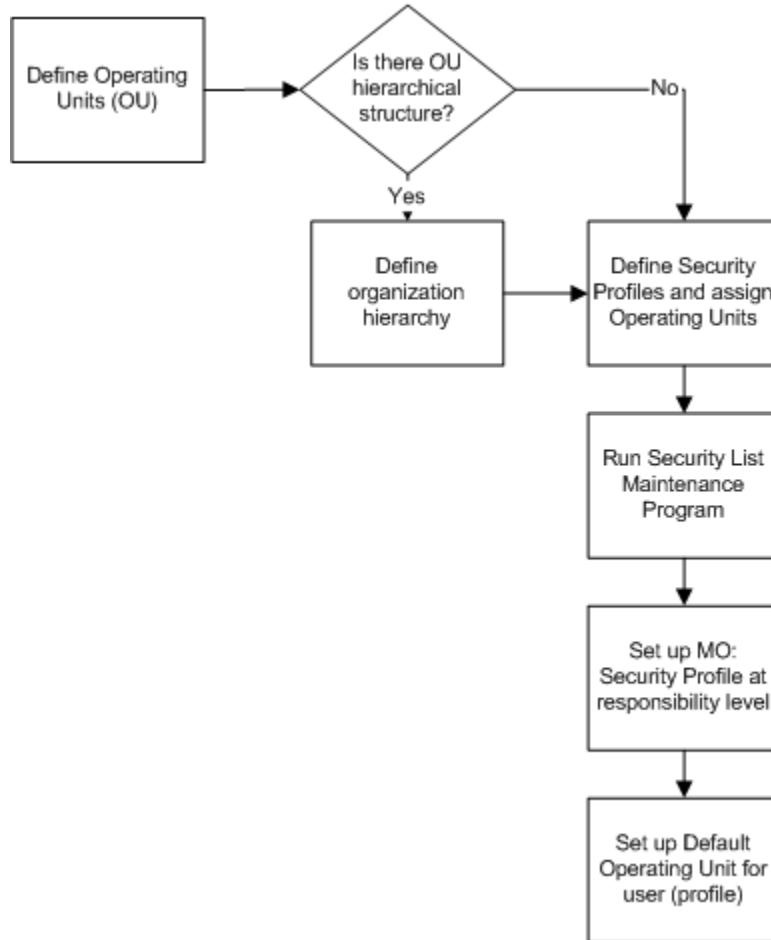 Define Operating
Units (OU)
Is there OU
hierarchical
structure?
No
Yes
Define
organization
hierarchy
Define Security
Profiles and assign
Operating Units
Run Security List
Maintenance
Program
Set up MO:
Security Profile at
responsibility level
Set up Default
Operating Unit for
user (profile)